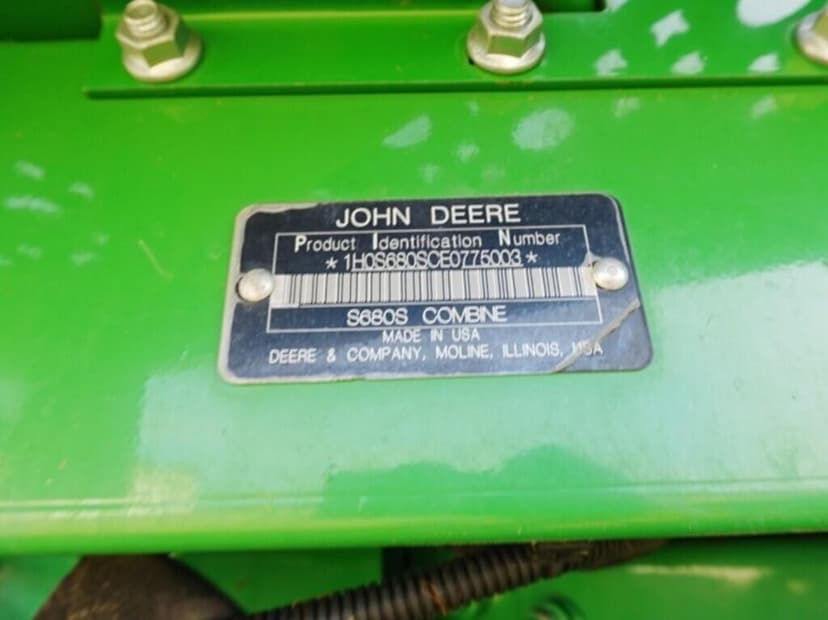 JOHN DEERE
Product Identification Number
*1H0S680SCE0775003*
S680S COMBINE
MADE IN USA
DEERE & COMPANY, MOLINE, ILLINOIS, USA